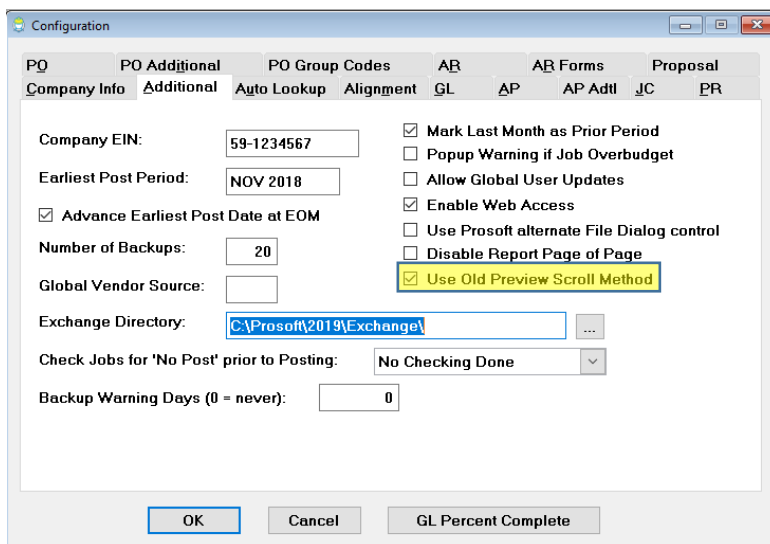 Configuration
PO PO Additional PO Group Codes AR AR Forms Proposal
Company Info Additional Auto Lookup Alignment GL AP AP Adtl JC PR
Company EIN: 59-1234567
Earliest Post Period: NOV 2018
Advance Earliest Post Date at EOM
Number of Backups: 20
Global Vendor Source:
Mark Last Month as Prior Period
Popup Warning if Job Overbudget
Allow Global User Updates
Enable Web Access
Use Prosoft alternate File Dialog control
Disable Report Page of Page
Use Old Preview Scroll Method
Exchange Directory: C:\Prosoft\2019\Exchange\ ...
Check Jobs for 'No Post' prior to Posting: No Checking Done
Backup Warning Days (0 = never): 0
OK Cancel GL Percent Complete